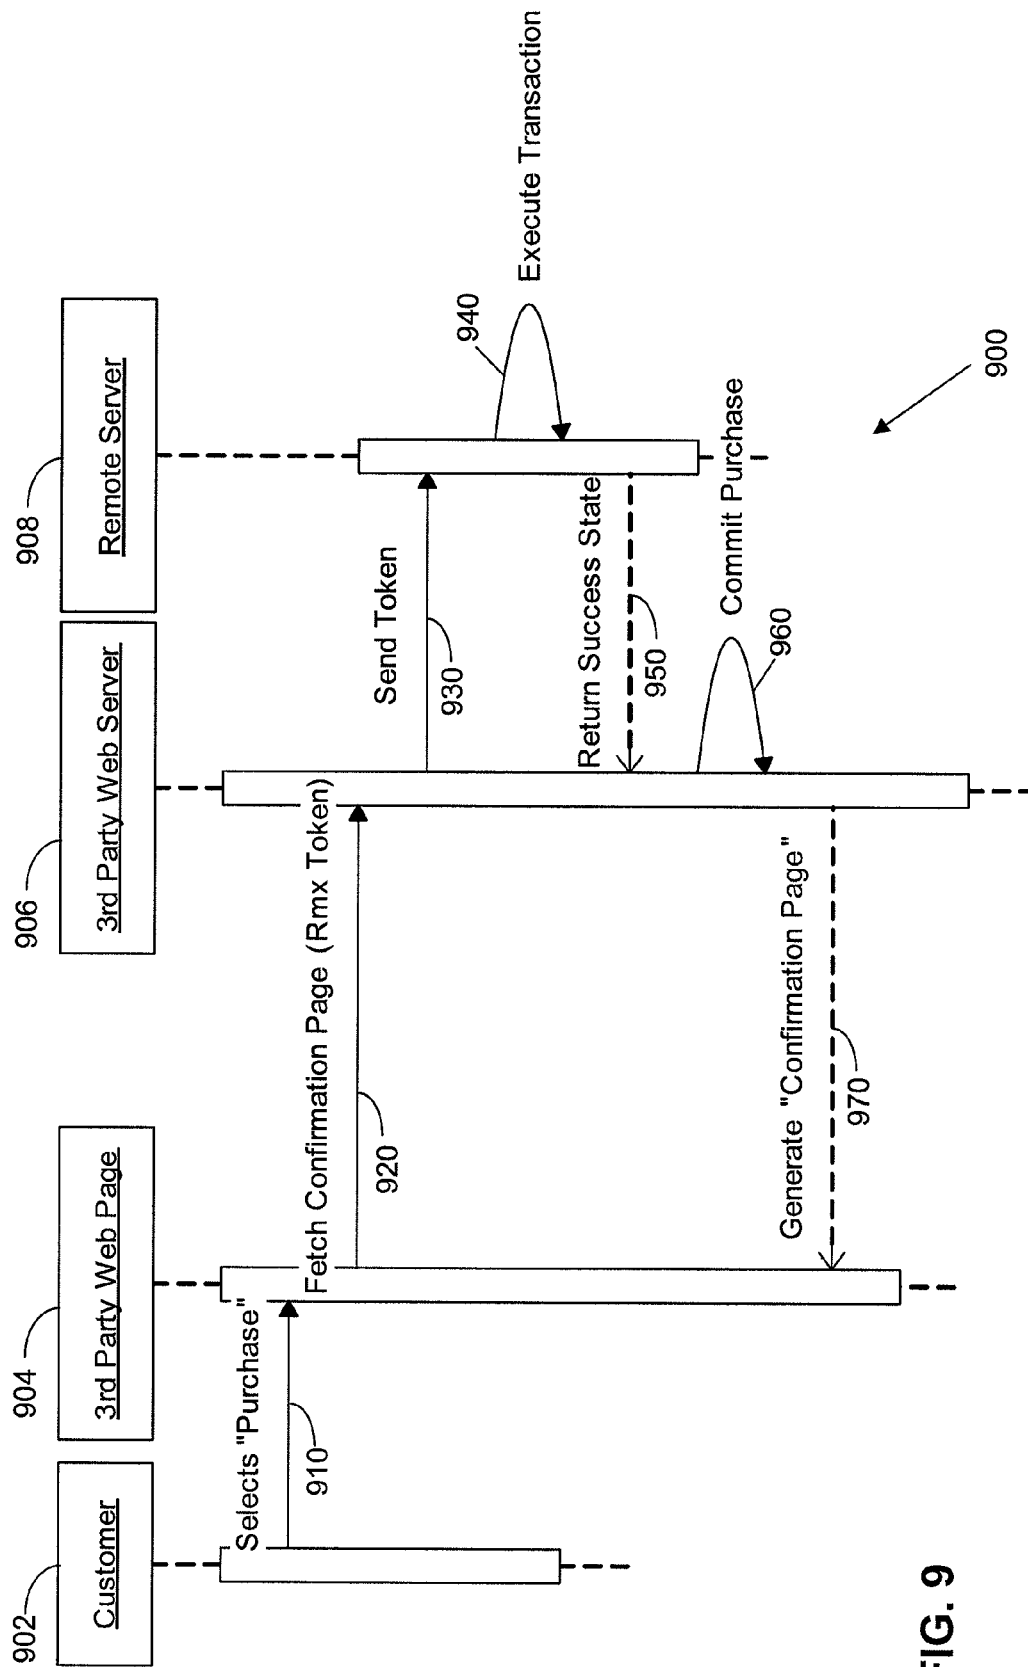 902
904
906
908
Customer
3rd Party Web Page
3rd Party Web Server
Remote Server
Selects "Purchase"
910
Fetch Confirmation Page (Rmx Token)
920
Send Token
930
940
Execute Transaction
Return Success State
950
Commit Purchase
960
Generate "Confirmation Page"
970
900
FIG. 9